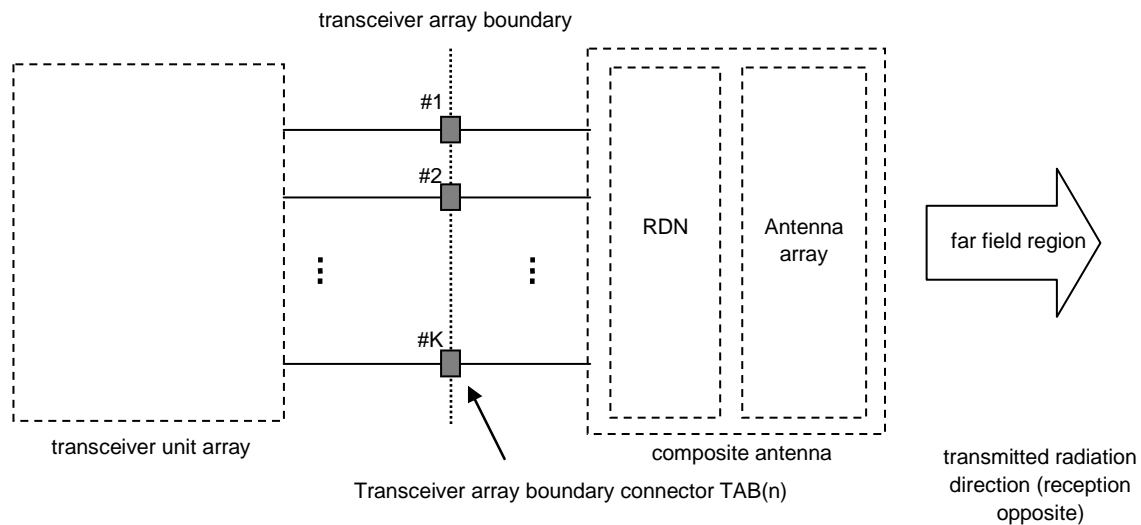 transceiver array boundary
#1
#2
#K
RDN
Antenna
array
far field region
transceiver unit array
composite antenna
Transceiver array boundary connector TAB(n)
transmitted radiation
direction (reception
opposite)